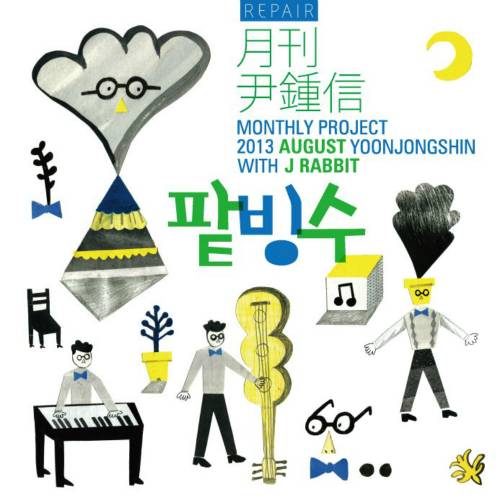 REPAIR
月刊
尹鍾信
MONTHLY PROJECT
2013 AUGUST YOONJONGSHIN
WITH J RABBIT
팥빙수